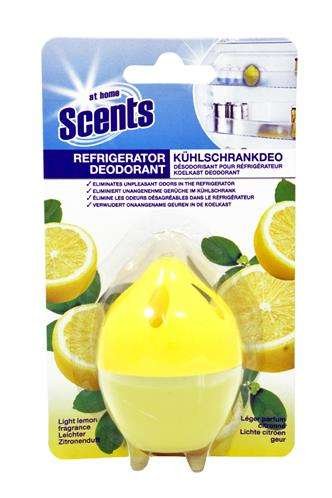 at home
Scents
REFRIGERATOR
DEODORANT
KÜHLSCHRANKDEO
DÉSODORISANT POUR RÉFRIGÉRATEUR
KOELKAST DEODORANT
✓ELIMINATES UNPLEASANT ODORS IN THE REFRIGERATOR
✓ELIMINIERT UNANGENEHME GERÜCHE IM KÜHLSCHRANK
✓ÉLIMINE LES ODEURS DÉSAGRÉABLES DANS LE RÉFRIGÉRATEUR
✓VERWIJDERT ONAANGENAME GEUREN IN DE KOELKAST
Light lemon
fragrance
Leichter
Zitronenduft
Léger parfum
citronné
Lichte citroen
geur